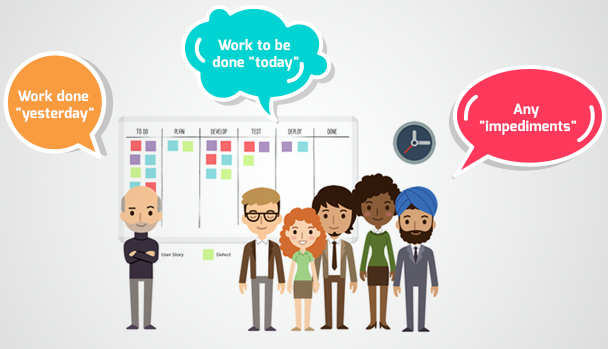 Work to be
done "today"
Work done
"yesterday"
Any
"impediments"
TO DO PLAN DEVELOP TEST DEPLOY DONE
User Story Defect